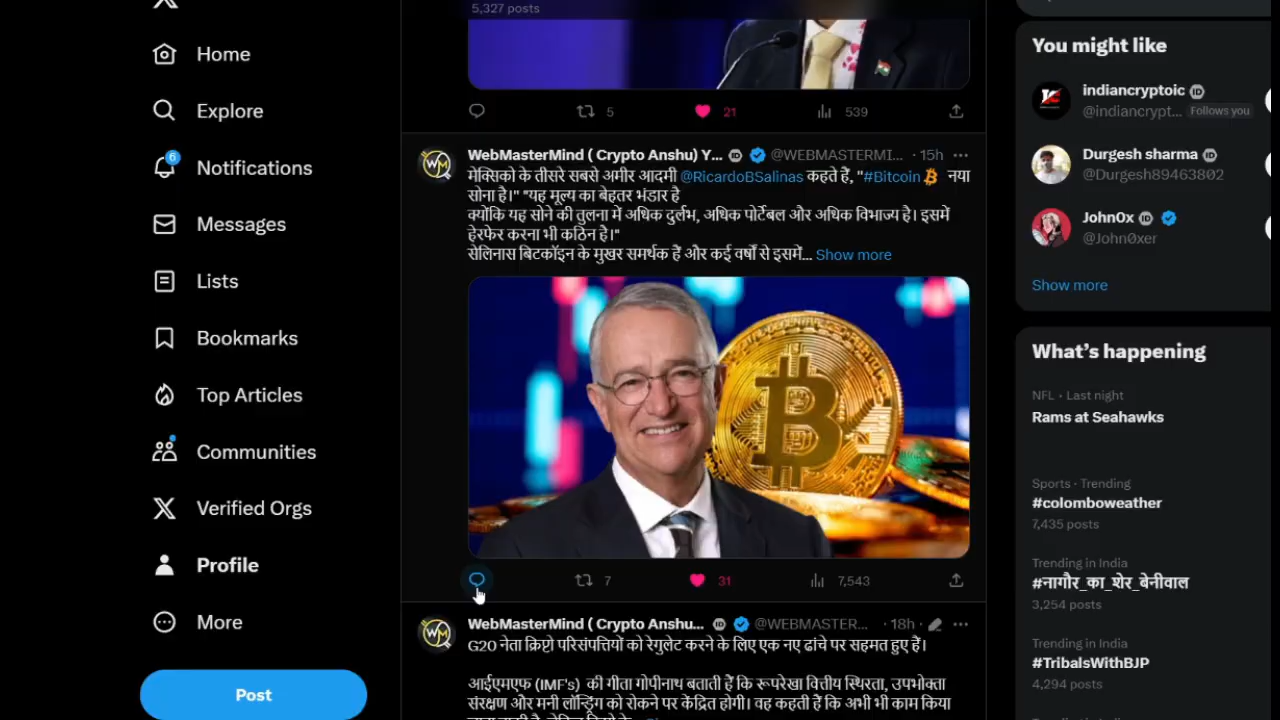 5,327 posts
Home
Explore
6
Notifications
Messages
Lists
Bookmarks
Top Articles
Communities
Verified Orgs
Profile
More
Post
5 21 539
WebMasterMind ( Crypto Anshu) Y... @WEBMASTERMI... · 15h
मेक्सिको के तीसरे सबसे अमीर आदमी @RicardoBSalinas कहते हैं, "#Bitcoin नया
सोना है।" "यह मूल्य का बेहतर भंडार है
क्योंकि यह सोने की तुलना में अधिक दुर्लभ, अधिक पोर्टेबल और अधिक विभाज्य है। इसमें
हेरफेर करना भी कठिन है।"
सेलिनास बिटकॉइन के मुखर समर्थक हैं और कई वर्षों से इसमें... Show more
7 31 7,543
WebMasterMind ( Crypto Anshu... @WEBMASTER... · 18h
G20 नेता क्रिप्टो परिसंपत्तियों को रेगुलेट करने के लिए एक नए ढांचे पर सहमत हुए हैं।
आईएमएफ (IMF's) की गीता गोपीनाथ बताती हैं कि रूपरेखा वित्तीय स्थिरता, उपभोक्ता
संरक्षण और मनी लॉन्ड्रिंग को रोकने पर केंद्रित होगी। वह कहती हैं कि अभी भी काम किया
You might like
indiancryptoic
@indiancrypt... Follows you
Durgesh sharma
@Durgesh89463802
JohnOx
@John0xer
Show more
What's happening
NFL · Last night
Rams at Seahawks
Sports · Trending
#colomboweather
7,435 posts
Trending in India
#नागौर_का_शेर_बेनीवाल
3,254 posts
Trending in India
#TribalsWithBJP
4,294 posts